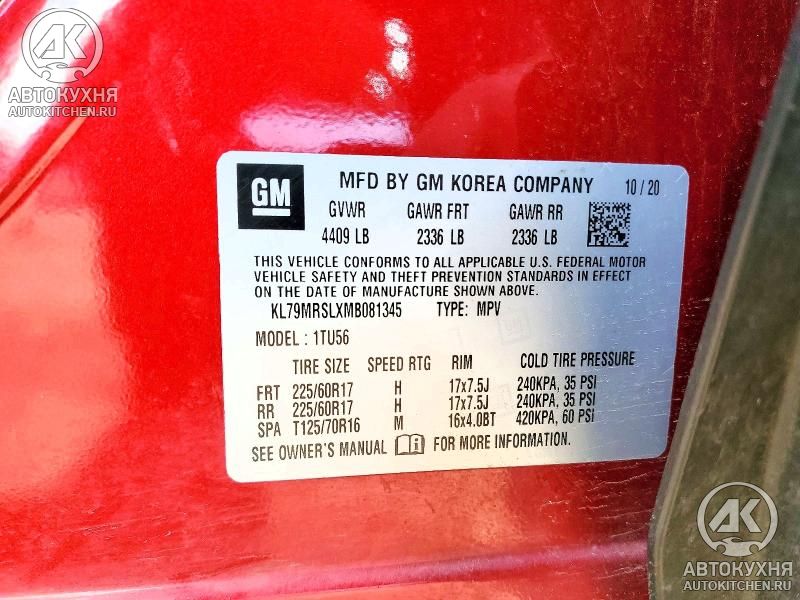 AK
АВТОКУХНЯ
AUTOKITCHEN.RU
GM MFD BY GM KOREA COMPANY 10 / 20
GVWR GAWR FRT GAWR RR
4409 LB 2336 LB 2336 LB
THIS VEHICLE CONFORMS TO ALL APPLICABLE U.S. FEDERAL MOTOR
VEHICLE SAFETY AND THEFT PREVENTION STANDARDS IN EFFECT
ON THE DATE OF MANUFACTURE SHOWN ABOVE.
KL79MRSLXMB081345 TYPE: MPV
MODEL : 1TU56
TIRE SIZE SPEED RTG RIM COLD TIRE PRESSURE
FRT 225/60R17 H 17x7.5J 240KPA, 35 PSI
RR 225/60R17 H 17x7.5J 240KPA, 35 PSI
SPA T125/70R16 M 16x4.0BT 420KPA, 60 PSI
SEE OWNER'S MANUAL FOR MORE INFORMATION.
AK
АВТОКУХНЯ
AUTOKITCHEN.RU